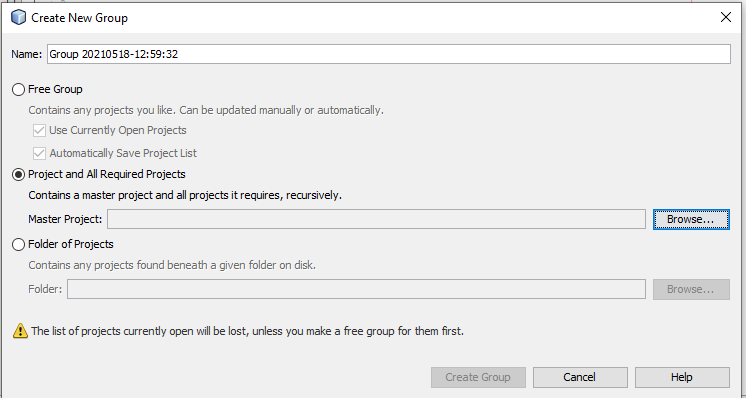 Create New Group
Name: Group 20210518-12:59:32
Free Group
Contains any projects you like. Can be updated manually or automatically.
Use Currently Open Projects
Automatically Save Project List
Project and All Required Projects
Contains a master project and all projects it requires, recursively.
Master Project: Browse...
Folder of Projects
Contains any projects found beneath a given folder on disk.
Folder: Browse...
The list of projects currently open will be lost, unless you make a free group for them first.
Create Group Cancel Help